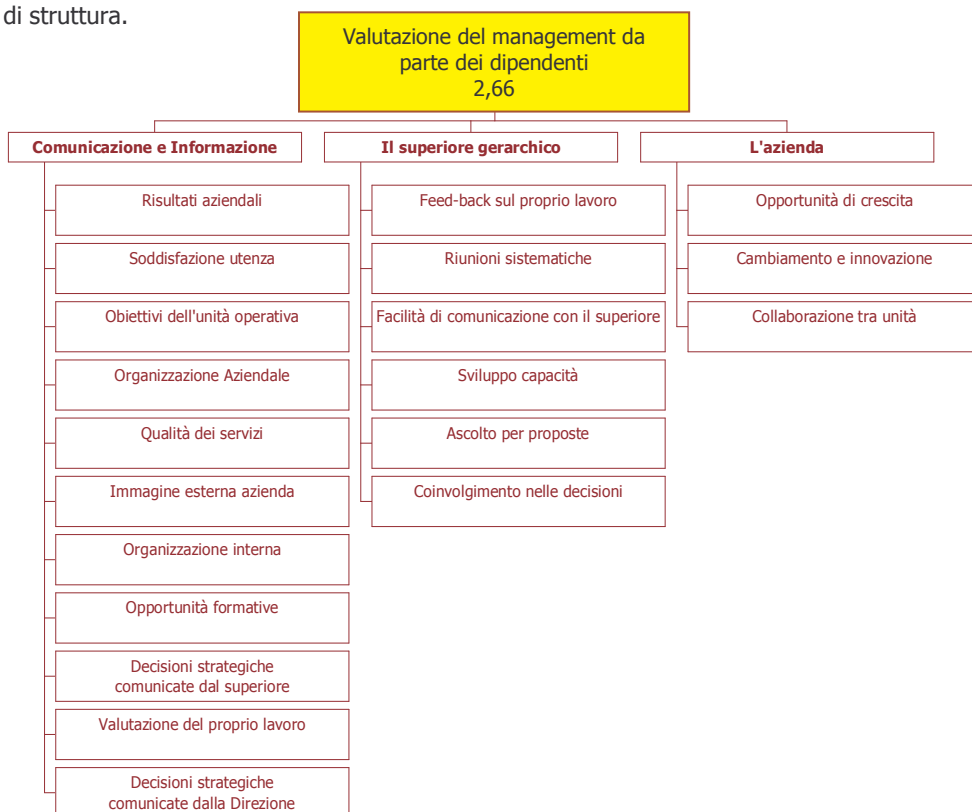 di struttura.
Valutazione del management da
parte dei dipendenti
2,66
Comunicazione e Informazione
Risultati aziendali
Soddisfazione utenza
Obiettivi dell'unità operativa
Organizzazione Aziendale
Qualità dei servizi
Immagine esterna azienda
Organizzazione interna
Opportunità formative
Decisioni strategiche
comunicate dal superiore
Valutazione del proprio lavoro
Decisioni strategiche
comunicate dalla Direzione
Il superiore gerarchico
Feed-back sul proprio lavoro
Riunioni sistematiche
Facilità di comunicazione con il superiore
Sviluppo capacità
Ascolto per proposte
Coinvolgimento nelle decisioni
L'azienda
Opportunità di crescita
Cambiamento e innovazione
Collaborazione tra unità